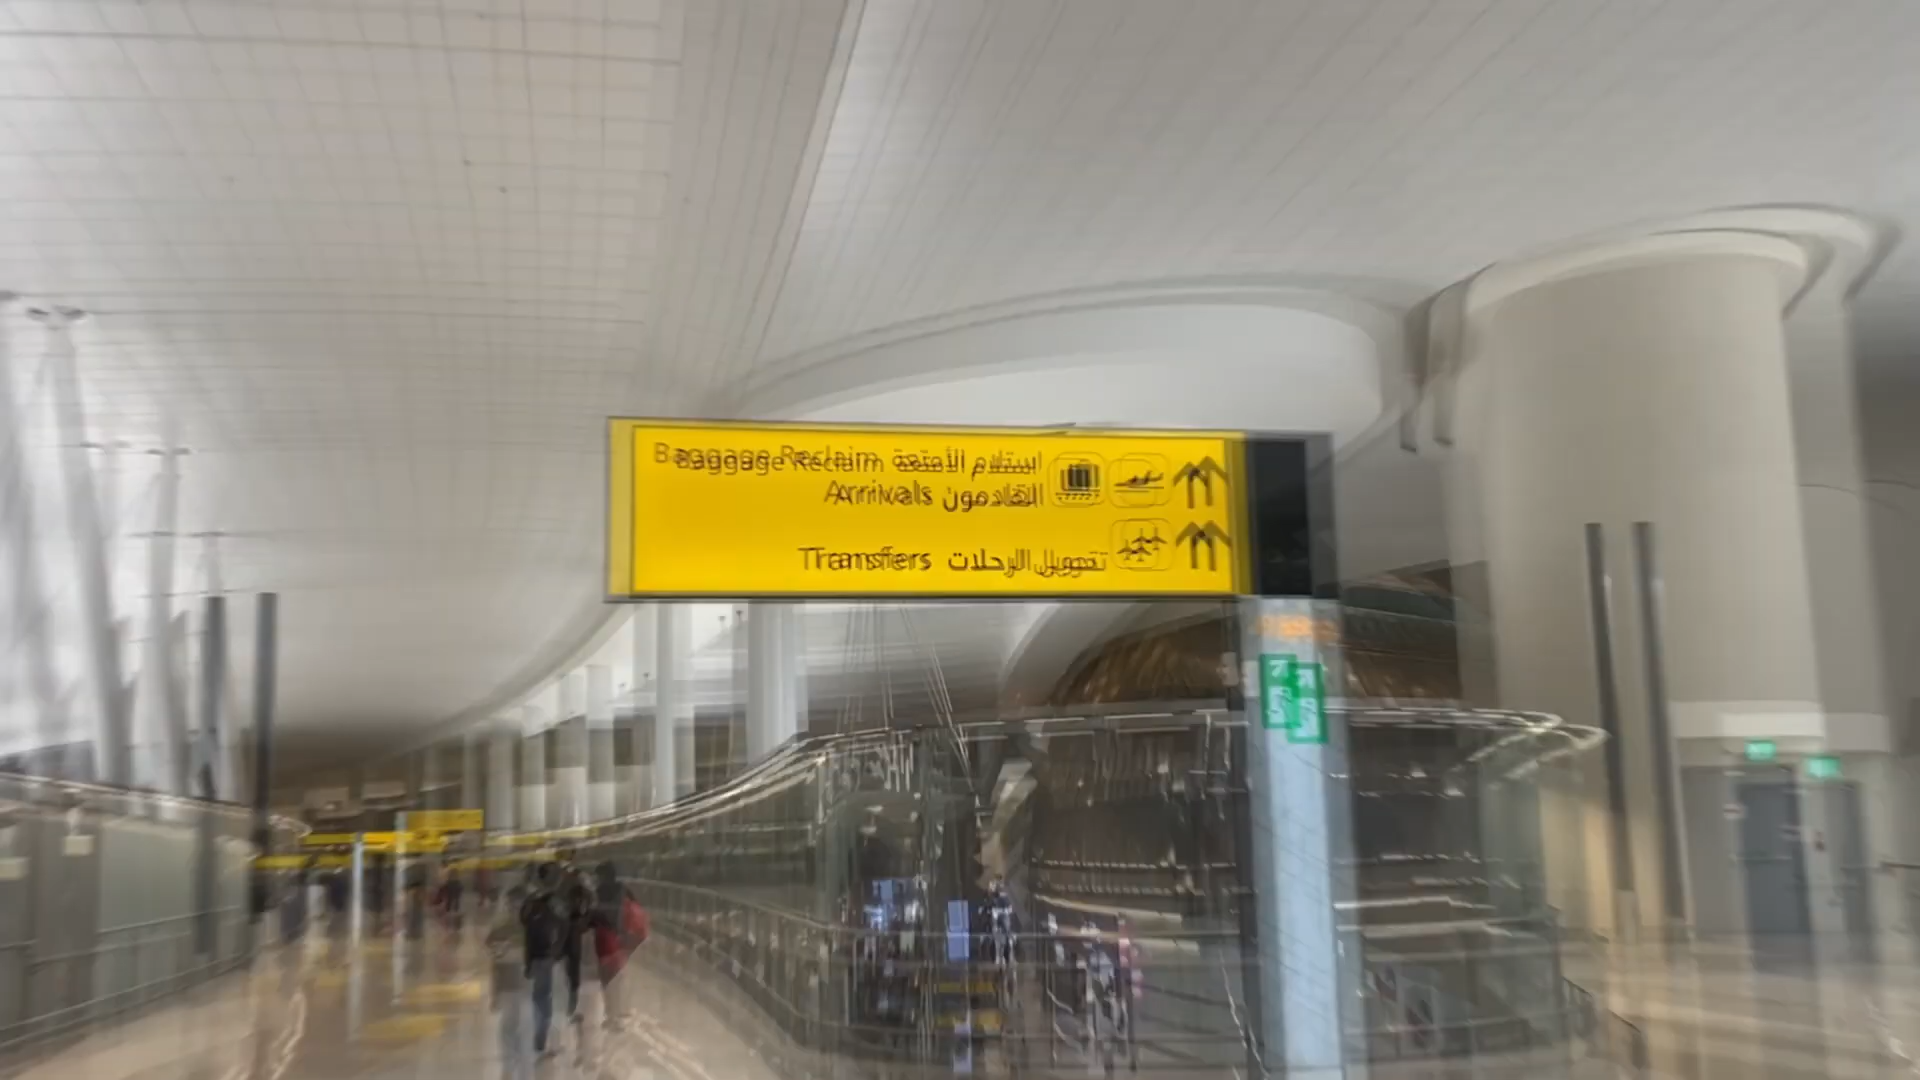 Baggage Reclaim استلام الأمتعة
Arrivals القادمون
Transfers تحويل الرحلات